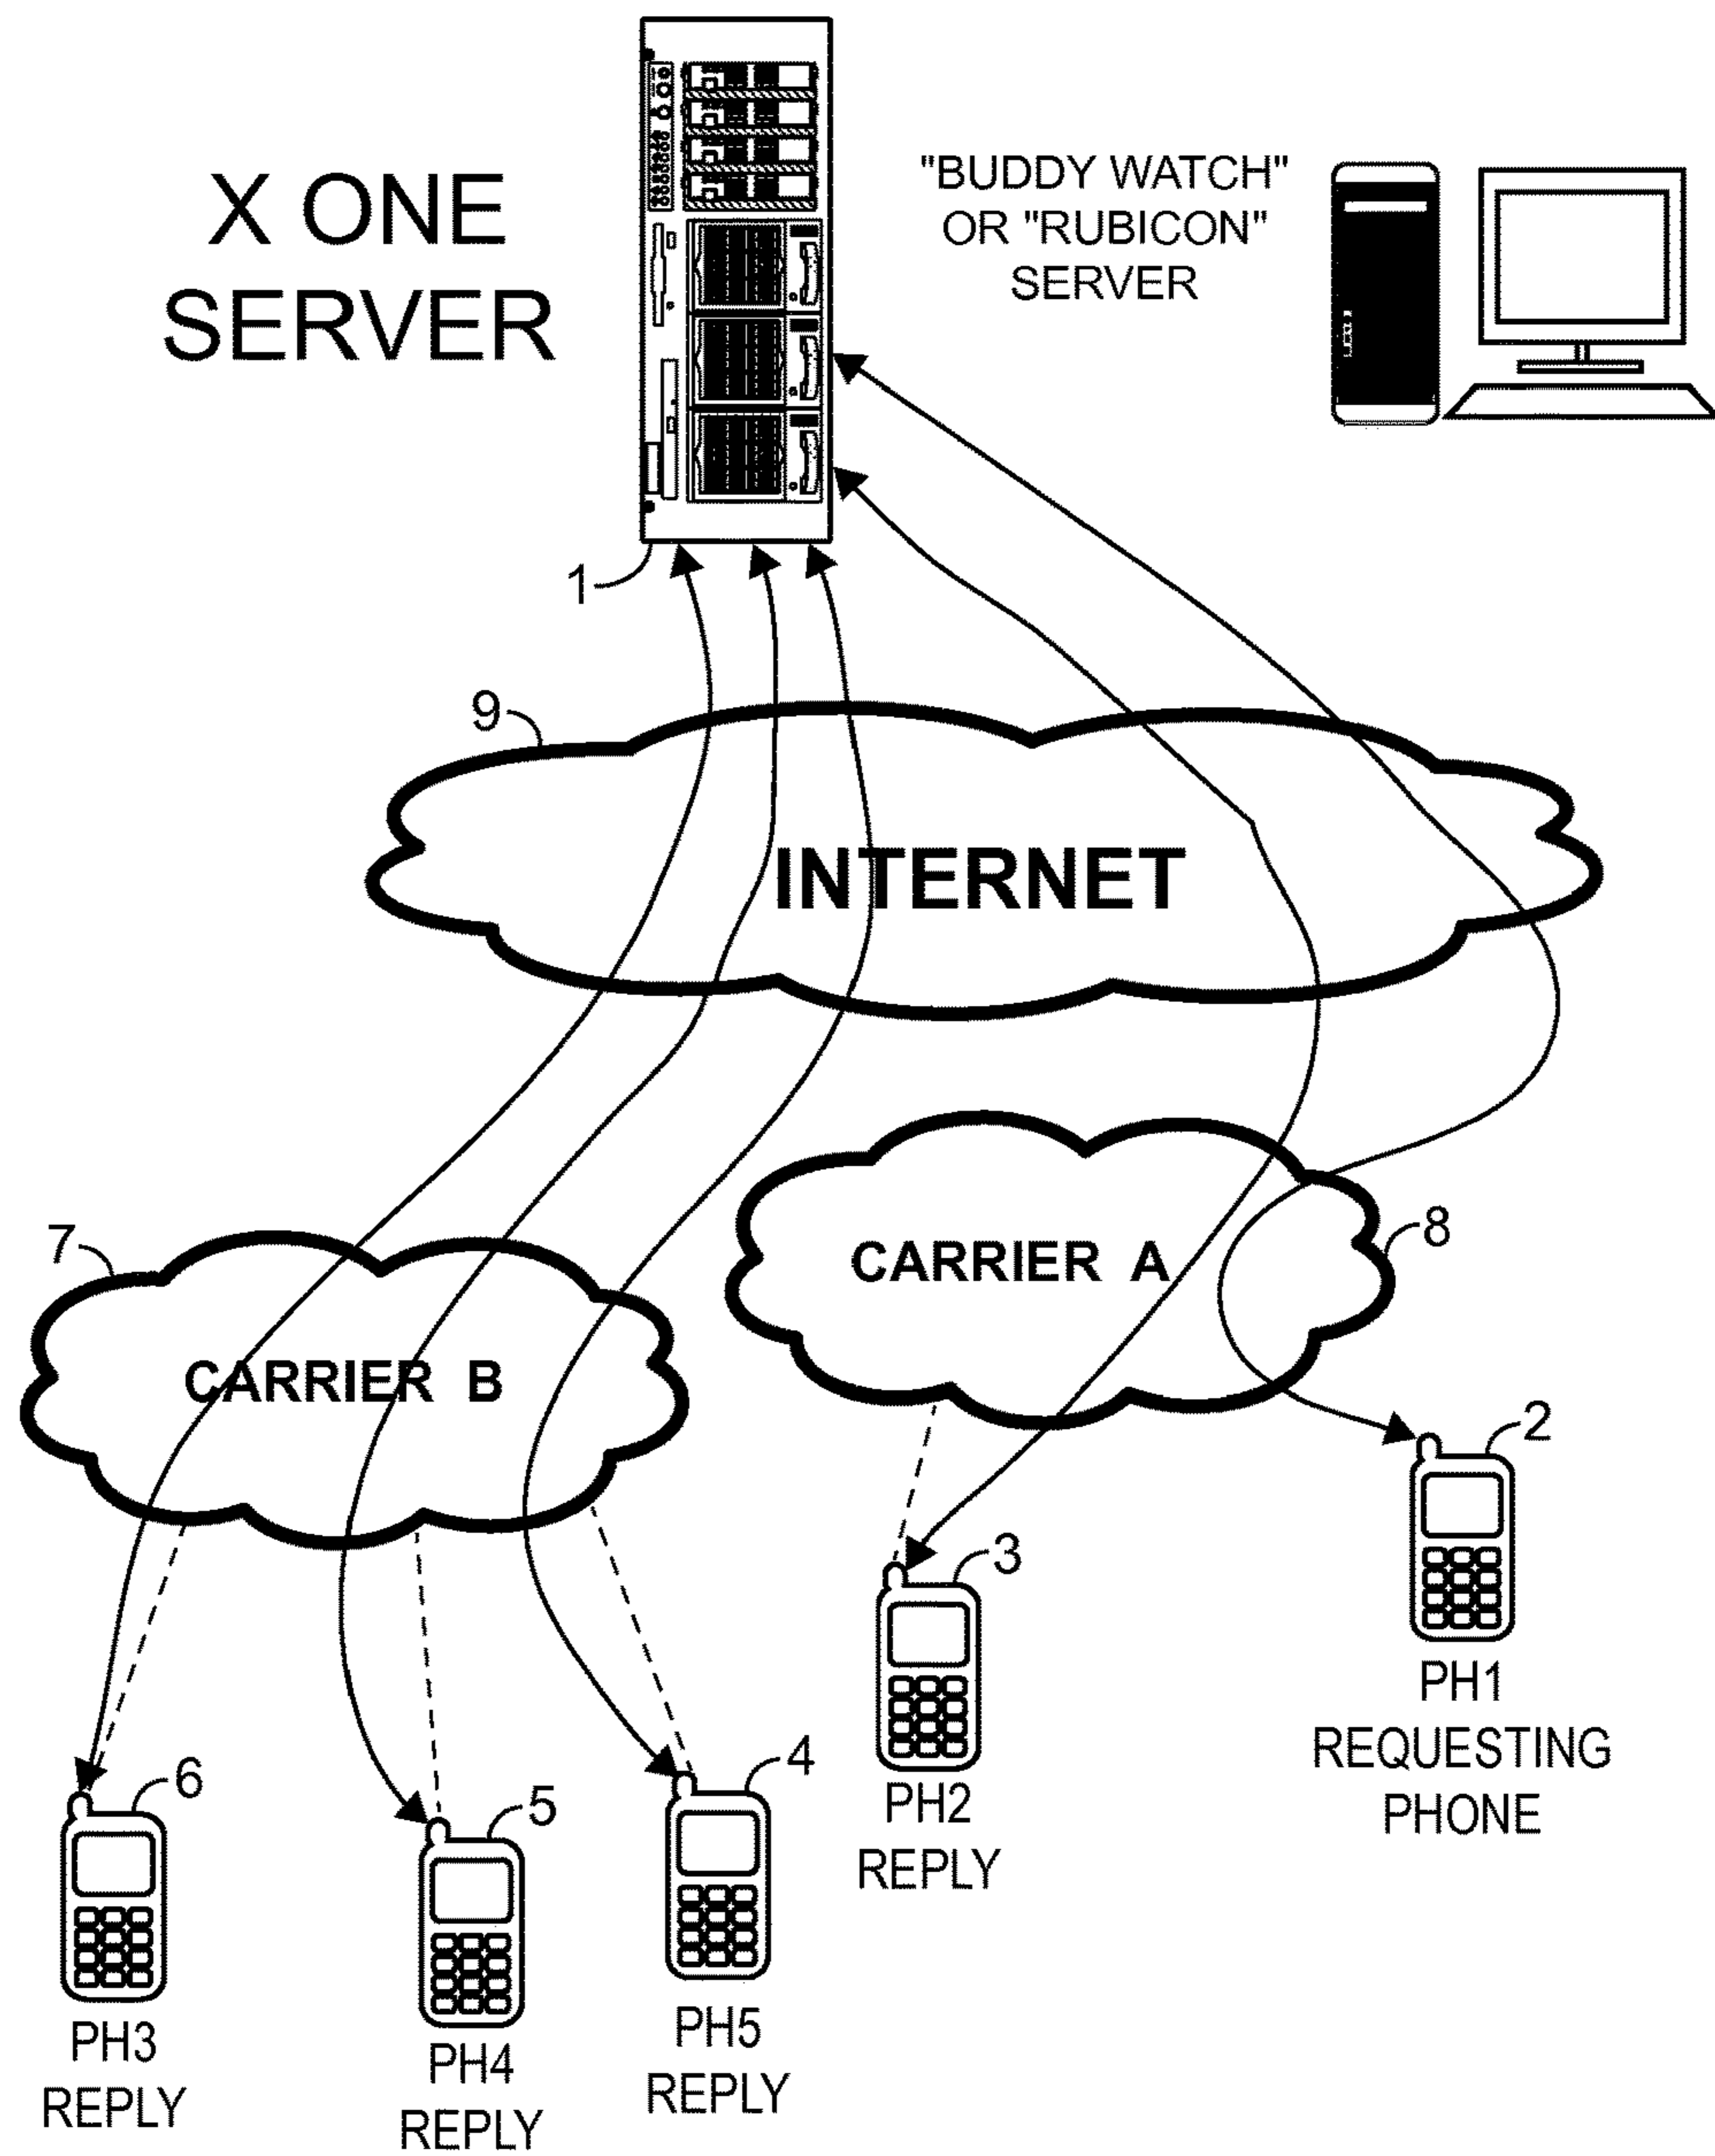 X ONE
SERVER
"BUDDY WATCH"
OR "RUBICON"
SERVER
1
9
INTERNET
7
CARRIER B
CARRIER A
8
2
PH1
REQUESTING
PHONE
3
PH2
REPLY
4
PH5
REPLY
5
PH4
REPLY
6
PH3
REPLY